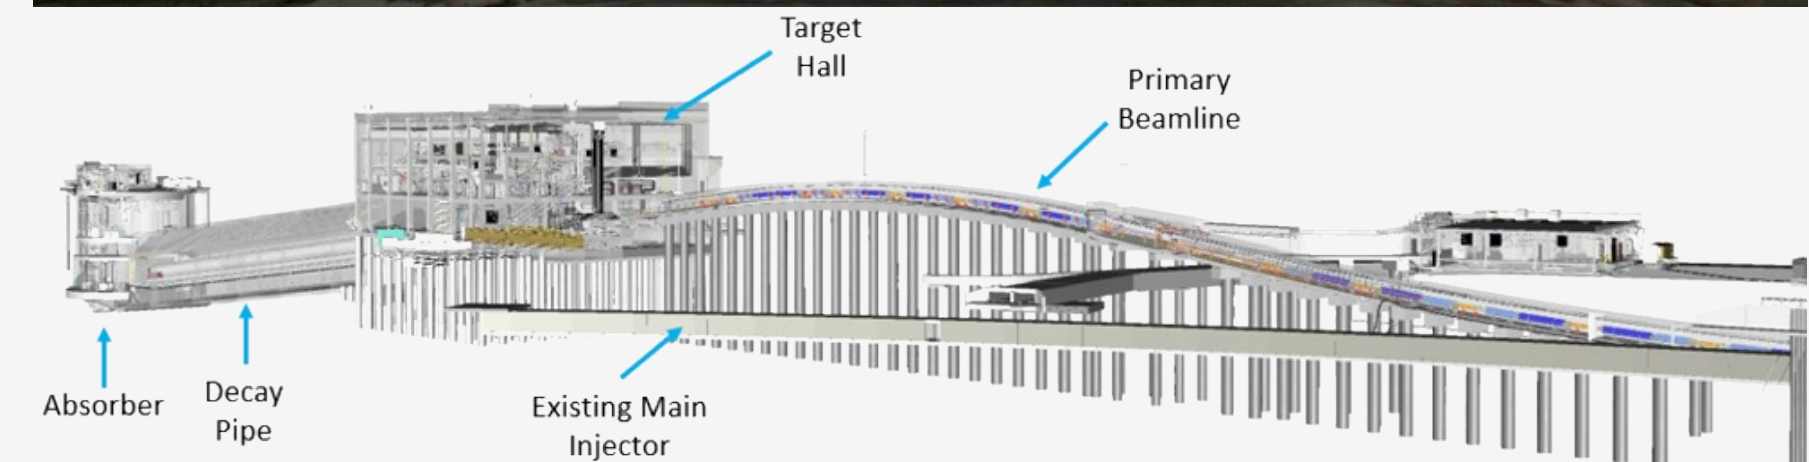 Target
Hall
Primary
Beamline
Absorber
Decay
Pipe
Existing Main
Injector